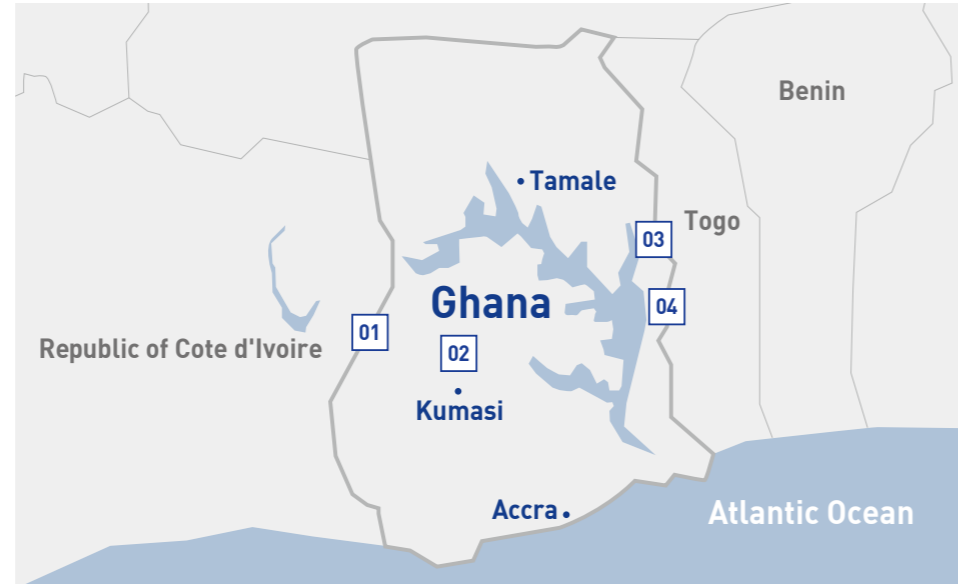 Benin
Tamale
Togo
03
Ghana
04
01
Republic of Cote d'Ivoire
02
Kumasi
Accra
Atlantic Ocean